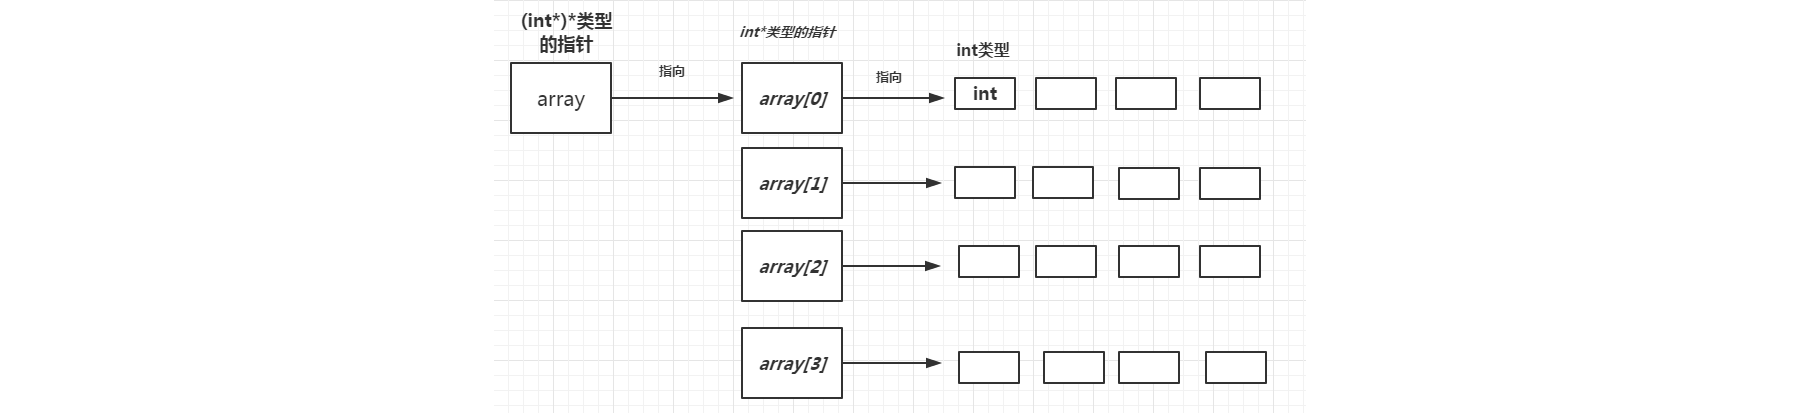 (int*)*类型
的指针
int*类型的指针
int类型
array
指向
array[0]
指向
int
array[1]
array[2]
array[3]